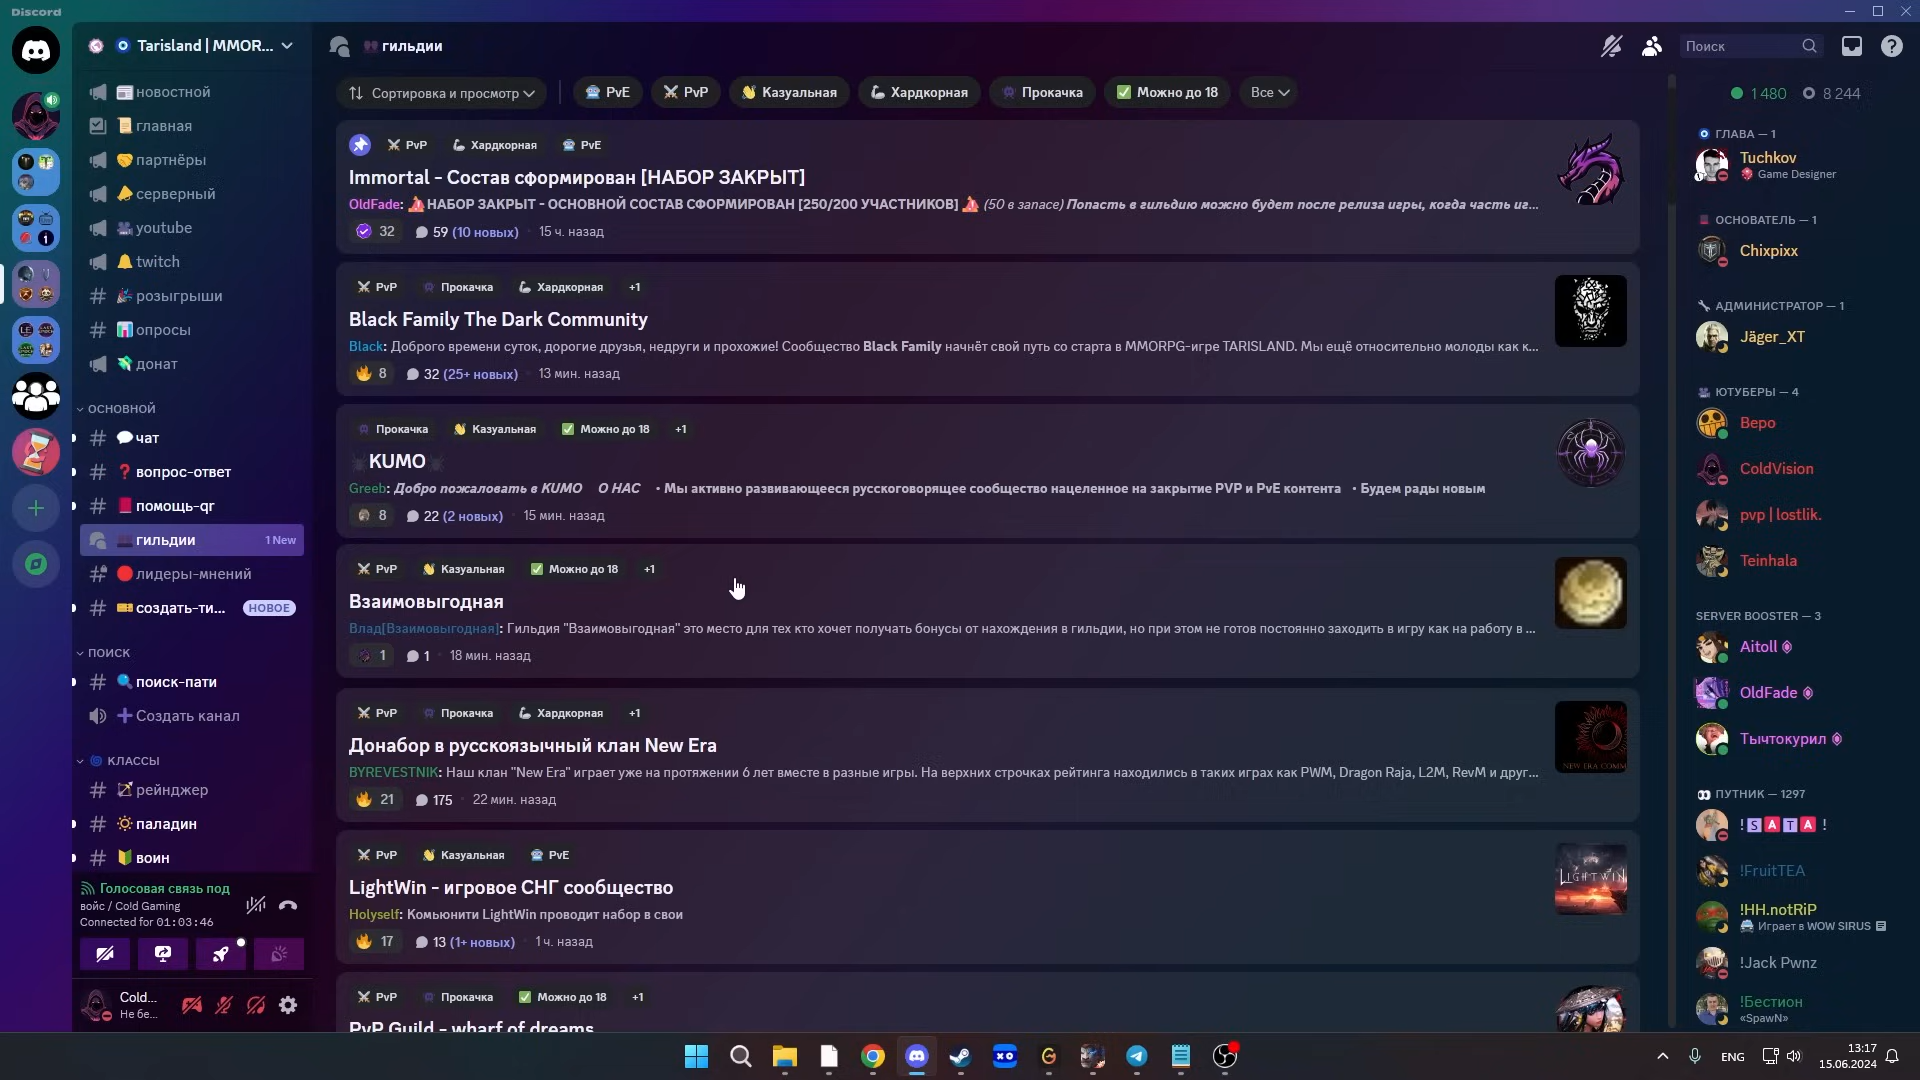 Discord
Tarisland | MMOR...
новостной
главная
партнёры
серверный
youtube
twitch
розыгрыши
опросы
донат
ОСНОВНОЙ
чат
вопрос-ответ
помощь-qr
гильдии
1 New
лидеры-мнений
создать-ти...
НОВОЕ
ПОИСК
поиск-пати
Создать канал
КЛАССЫ
рейнджер
паладин
воин
Голосовая связь под
войс / Co!d Gaming
Connected for 01:03:46
Cold...
Не бе...
гильдии
Поиск
Сортировка и просмотр
PvE
PvP
Казуальная
Хардкорная
Прокачка
Можно до 18
Все
PvP Хардкорная PvE
Immortal - Состав сформирован [НАБОР ЗАКРЫТ]
OldFade: НАБОР ЗАКРЫТ - ОСНОВНОЙ СОСТАВ СФОРМИРОВАН [250/200 УЧАСТНИКОВ] (50 в запасе) Попасть в гильдию можно будет после релиза игры, когда часть иг...
32 59 (10 новых) · 15 ч. назад
PvP Прокачка Хардкорная +1
Black Family The Dark Community
Black: Доброго времени суток, дорогие друзья, недруги и прохожие! Сообщество Black Family начнёт свой путь со старта в MMORPG-игре TARISLAND. Мы ещё относительно молоды как к...
8 32 (25+ новых) · 13 мин. назад
Прокачка Казуальная Можно до 18 +1
KUMO
Greeb: Добро пожаловать в KUMO О НАС • Мы активно развивающееся русскоговорящее сообщество нацеленное на закрытие PVP и PvE контента • Будем рады новым
8 22 (2 новых) · 15 мин. назад
PvP Казуальная Можно до 18 +1
Взаимовыгодная
Влад[Взаимовыгодная]: Гильдия "Взаимовыгодная" это место для тех кто хочет получать бонусы от нахождения в гильдии, но при этом не готов постоянно заходить в игру как на работу в ...
1 1 · 18 мин. назад
PvP Прокачка Хардкорная +1
Донабор в русскоязычный клан New Era
BYREVESTNIK: Наш клан "New Era" играет уже на протяжении 6 лет вместе в разные игры. На верхних строчках рейтинга находились в таких играх как PWM, Dragon Raja, L2M, RevM и друг...
21 175 · 22 мин. назад
NEW ERA COMM
PvP Казуальная PvE
LightWin - игровое СНГ сообщество
Holyself: Комьюнити LightWin проводит набор в свои
17 13 (1+ новых) · 1 ч. назад
LIGHTWIN
PvP Прокачка Можно до 18 +1
PvP Guild - wharf of dreams
1 480 8 244
ГЛАВА — 1
Tuchkov
Game Designer
ОСНОВАТЕЛЬ — 1
Chixpixx
АДМИНИСТРАТОР — 1
Jäger_XT
ЮТУБЕРЫ — 4
Веро
ColdVision
pvp | lostlik.
Teinhala
SERVER BOOSTER — 3
Aitoll
OldFade
Тычтокурил
ПУТНИК — 1297
! S A T A !
!FruitTEA
!HH.notRiP
Играет в WOW SIRUS
!Jack Pwnz
!Бестион
«SpawN»
XO
ENG
13:17
15.06.2024